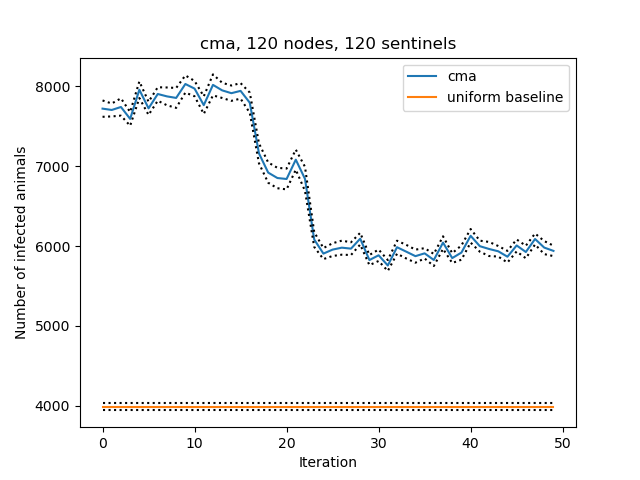 cma, 120 nodes, 120 sentinels
cma
uniform baseline
Number of infected animals
8000
7000
6000
5000
4000
0 10 20 30 40 50
Iteration